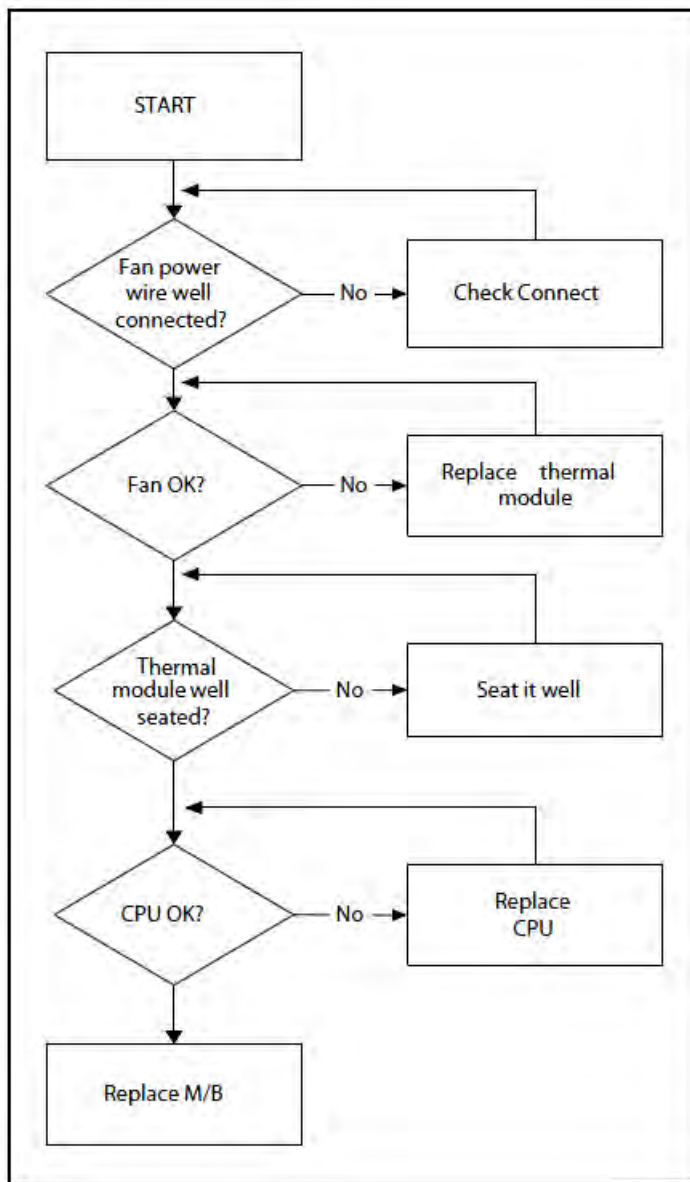 START
Fan power
wire well
connected?
No
Check Connect
Fan OK?
No
Replace thermal
module
Thermal
module well
seated?
No
Seat it well
CPU OK?
No
Replace
CPU
Replace M/B